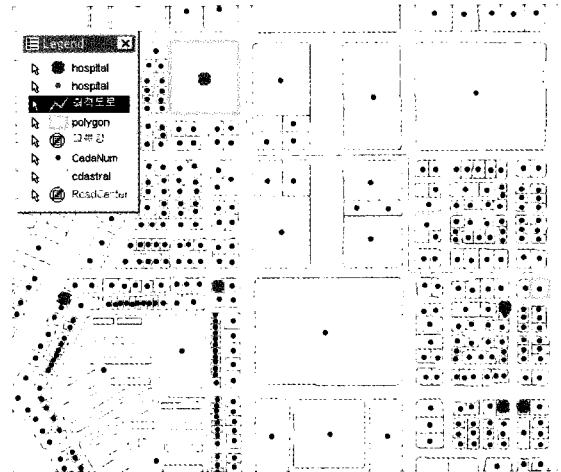 Legend
hospital
hospital
polygon
CadaNum
cdastral
RoadCenter